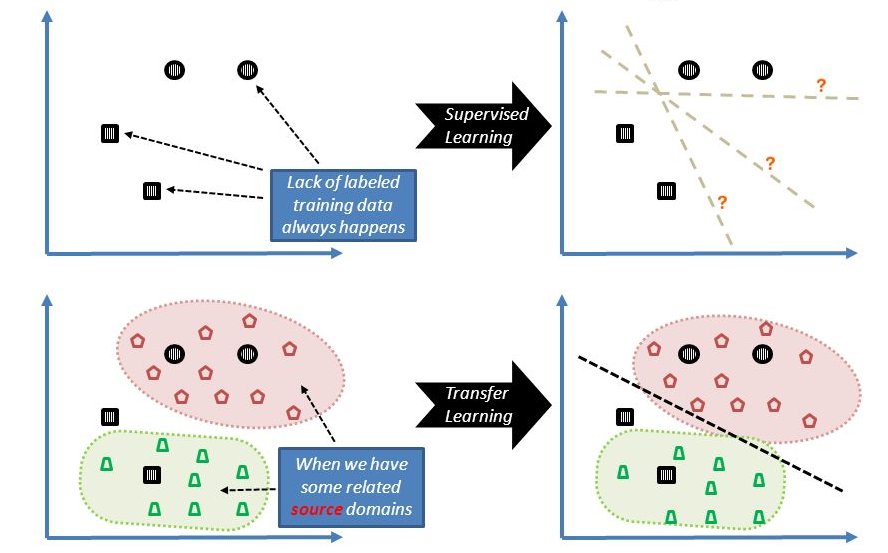 Supervised
Learning
?
?
?
Lack of labeled
training data
always happens
Transfer
Learning
When we have
some related
source domains